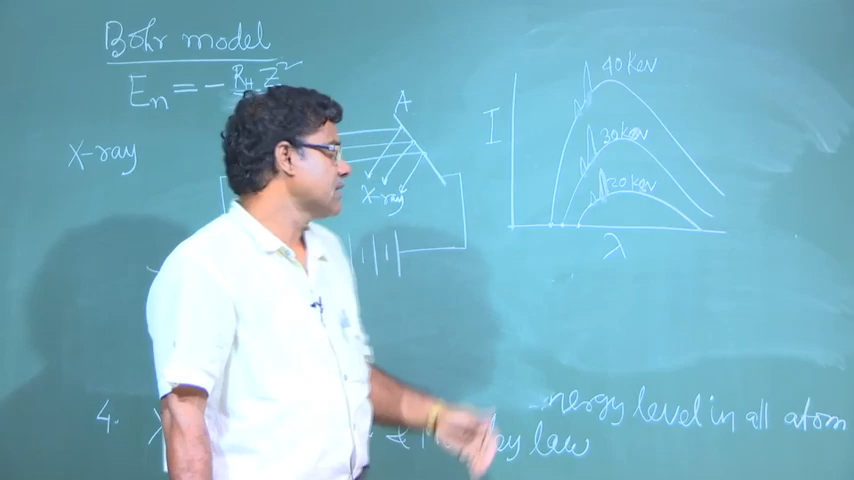 Bohr model
En = - RH Z²
X-ray
A
X-ray
I
40 kev
30 kev
20 kev
λ
energy level in all atom
4. X & law